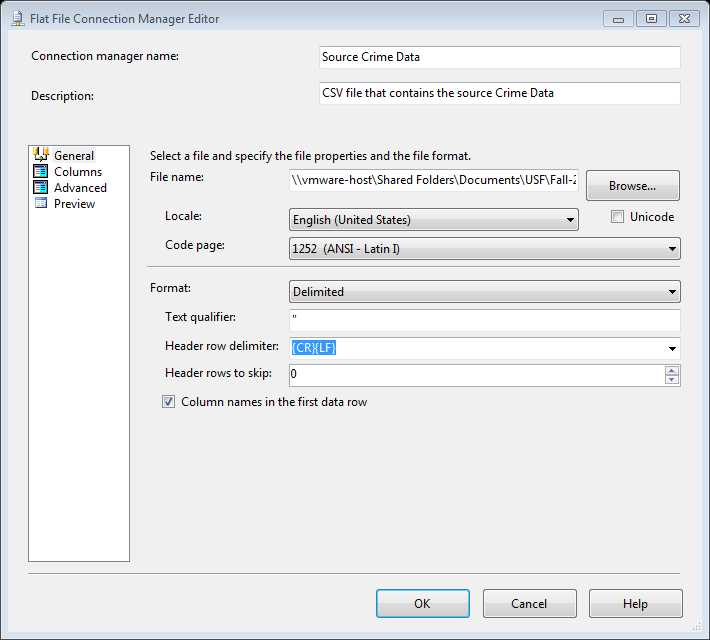 Flat File Connection Manager Editor
Connection manager name: Source Crime Data
Description: CSV file that contains the source Crime Data
General
Columns
Advanced
Preview
Select a file and specify the file properties and the file format.
File name: \\vmware-host\Shared Folders\Documents\USF\Fall-2 Browse...
Locale: English (United States) Unicode
Code page: 1252 (ANSI - Latin I)
Format: Delimited
Text qualifier: "
Header row delimiter: {CR}{LF}
Header rows to skip: 0
Column names in the first data row
OK Cancel Help